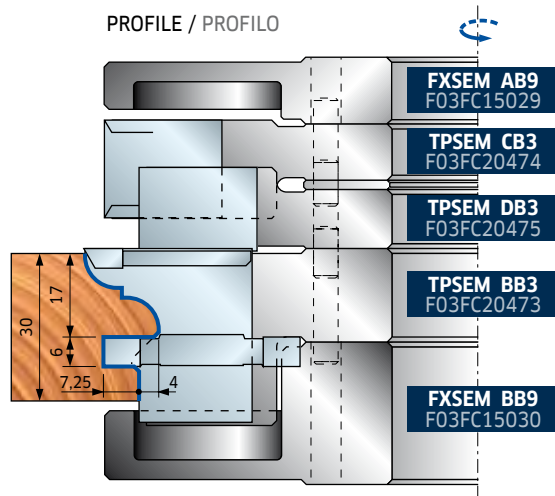 PROFILE / PROFILO
FXSEM AB9
F03FC15029
TPSEM CB3
F03FC20474
TPSEM DB3
F03FC20475
TPSEM BB3
F03FC20473
FXSEM BB9
F03FC15030
30
17
6
7,25
4